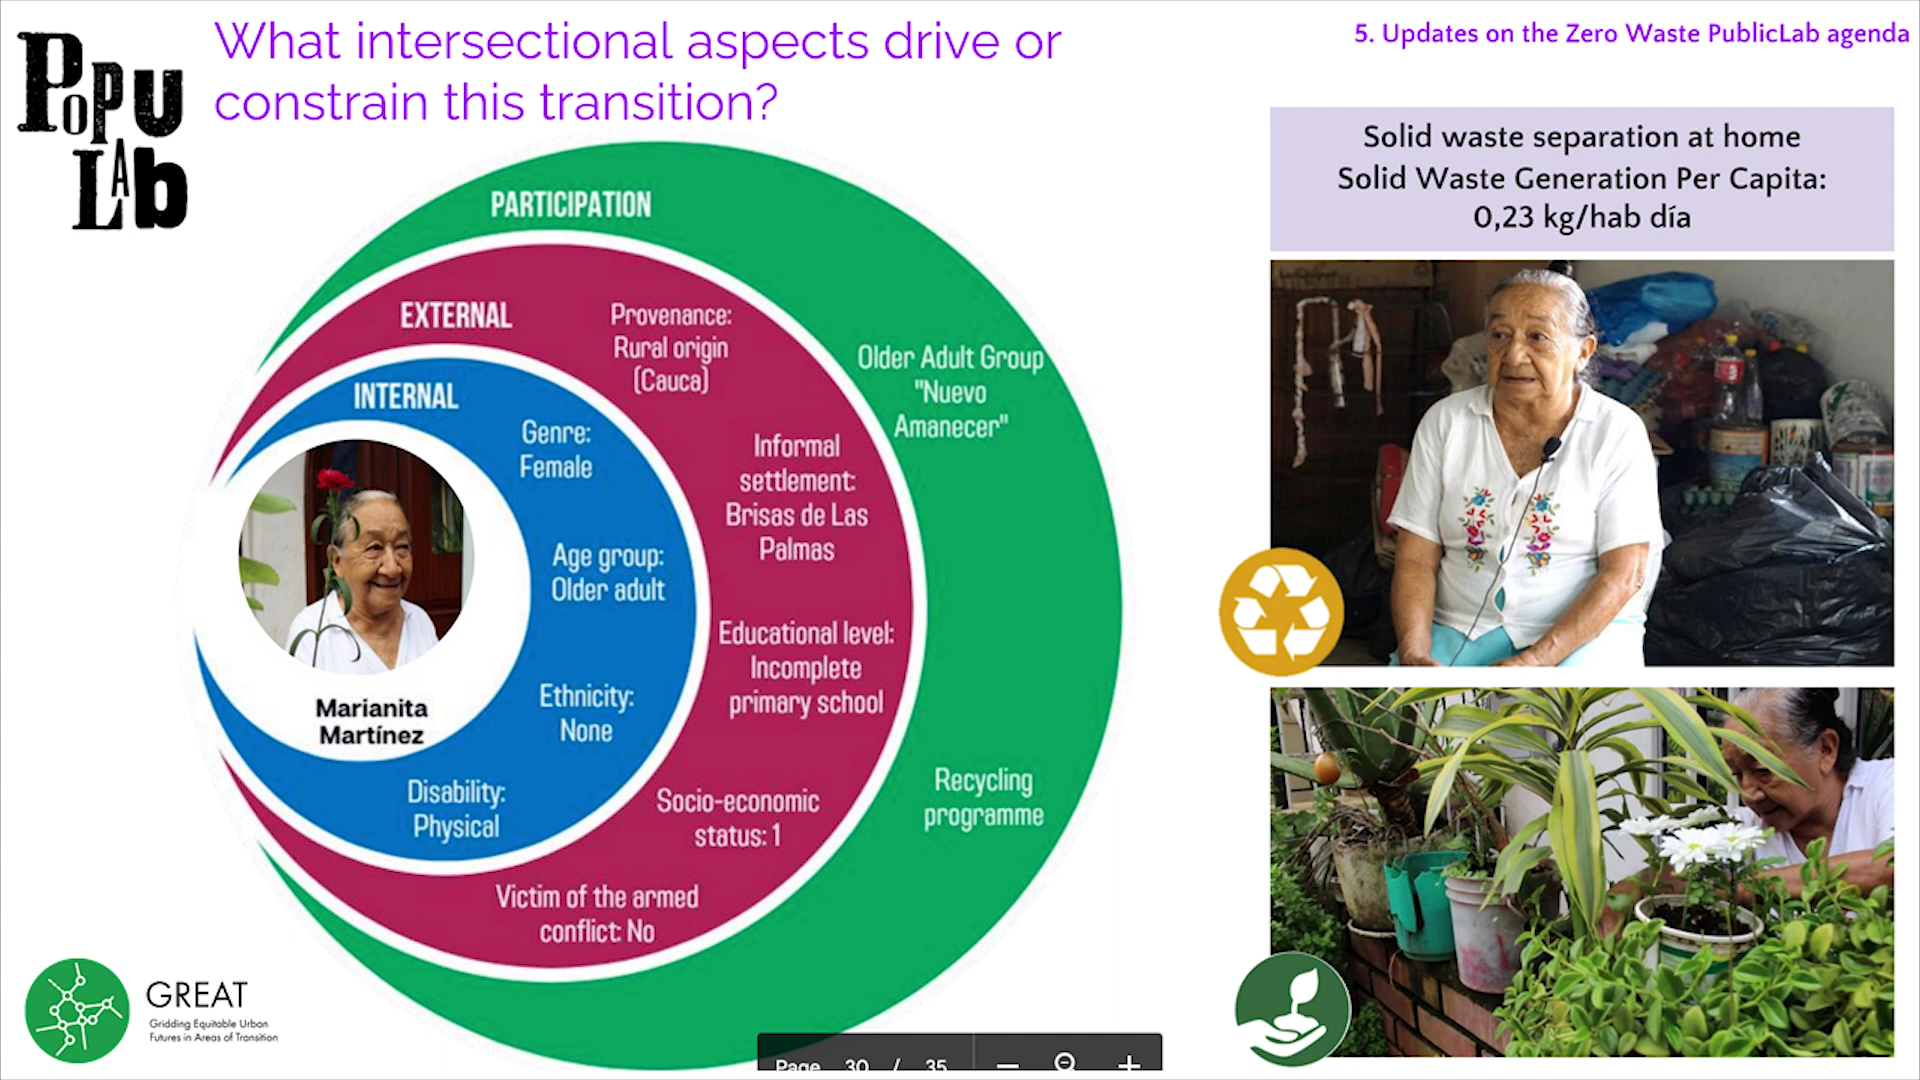 POPU
LAb
What intersectional aspects drive or
constrain this transition?
5. Updates on the Zero Waste PublicLab agenda
Solid waste separation at home
Solid Waste Generation Per Capita:
0,23 kg/hab día
PARTICIPATION
Older Adult Group
"Nuevo
Amanecer"
Recycling
programme
EXTERNAL
Provenance:
Rural origin
(Cauca)
Informal
settlement:
Brisas de Las
Palmas
Educational level:
Incomplete
primary school
Socio-economic
status: 1
Victim of the armed
conflict: No
INTERNAL
Genre:
Female
Age group:
Older adult
Ethnicity:
None
Disability:
Physical
Marianita
Martínez
GREAT
Gridding Equitable Urban
Futures in Areas of Transition
Page 30 / 35